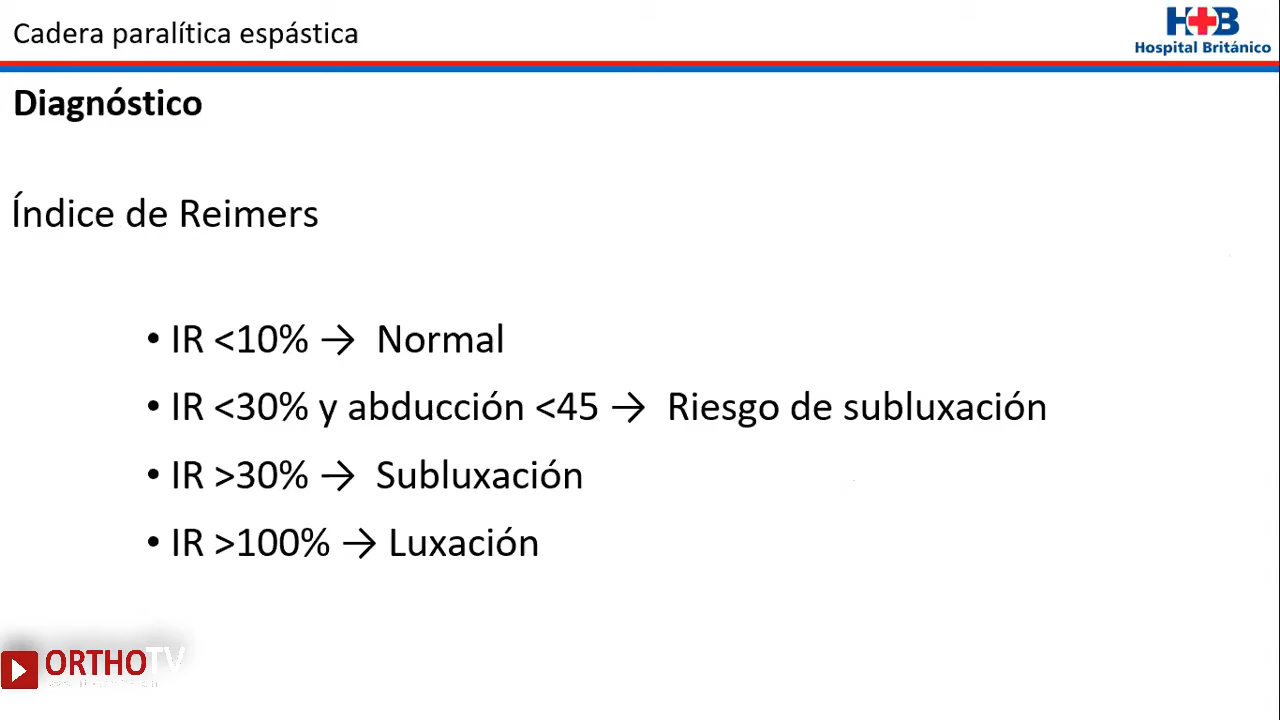 Cadera paralítica espástica
H+B
Hospital Británico
Diagnóstico
Índice de Reimers
• IR <10% → Normal
• IR <30% y abducción <45 → Riesgo de subluxación
• IR >30% → Subluxación
• IR >100% → Luxación
ORTHOTV